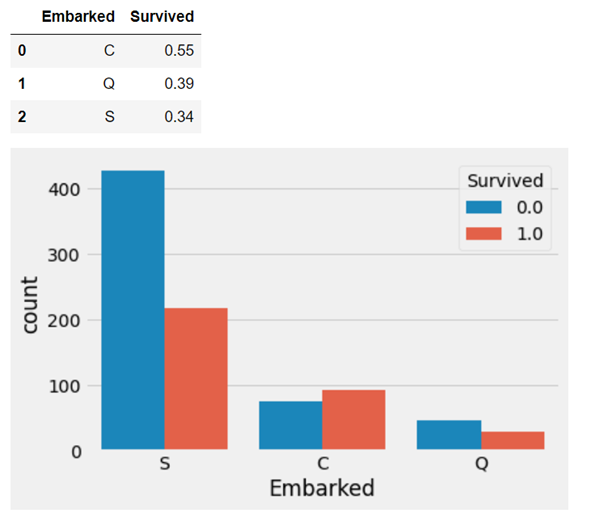 Embarked Survived
0 C 0.55
1 Q 0.39
2 S 0.34
Survived
0.0
1.0
400
300
200
100
0
count
S C Q
Embarked